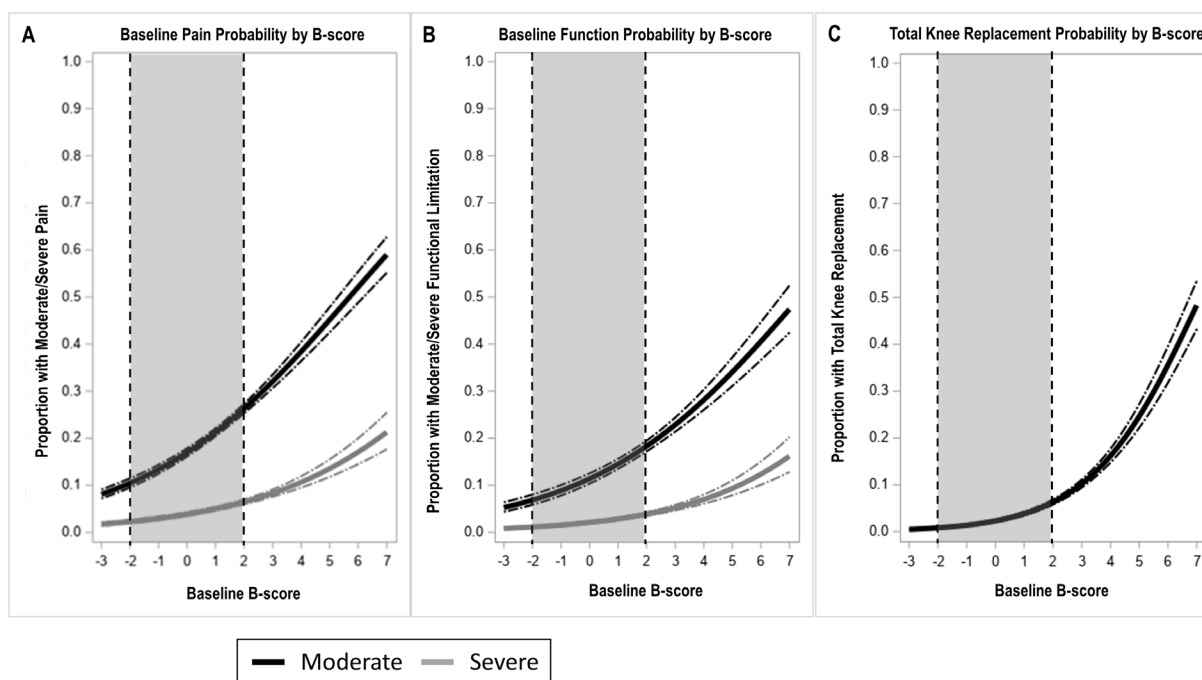 A
Baseline Pain Probability by B-score
Proportion with Moderate/Severe Pain
1.0
0.9
0.8
0.7
0.6
0.5
0.4
0.3
0.2
0.1
0.0
-3 -2 -1 0 1 2 3 4 5 6 7
Baseline B-score
B
Baseline Function Probability by B-score
Proportion with Moderate/Severe Functional Limitation
1.0
0.9
0.8
0.7
0.6
0.5
0.4
0.3
0.2
0.1
0.0
-3 -2 -1 0 1 2 3 4 5 6 7
Baseline B-score
C
Total Knee Replacement Probability by B-score
Proportion with Total Knee Replacement
1.0
0.9
0.8
0.7
0.6
0.5
0.4
0.3
0.2
0.1
0.0
-3 -2 -1 0 1 2 3 4 5 6 7
Baseline B-score
Moderate Severe